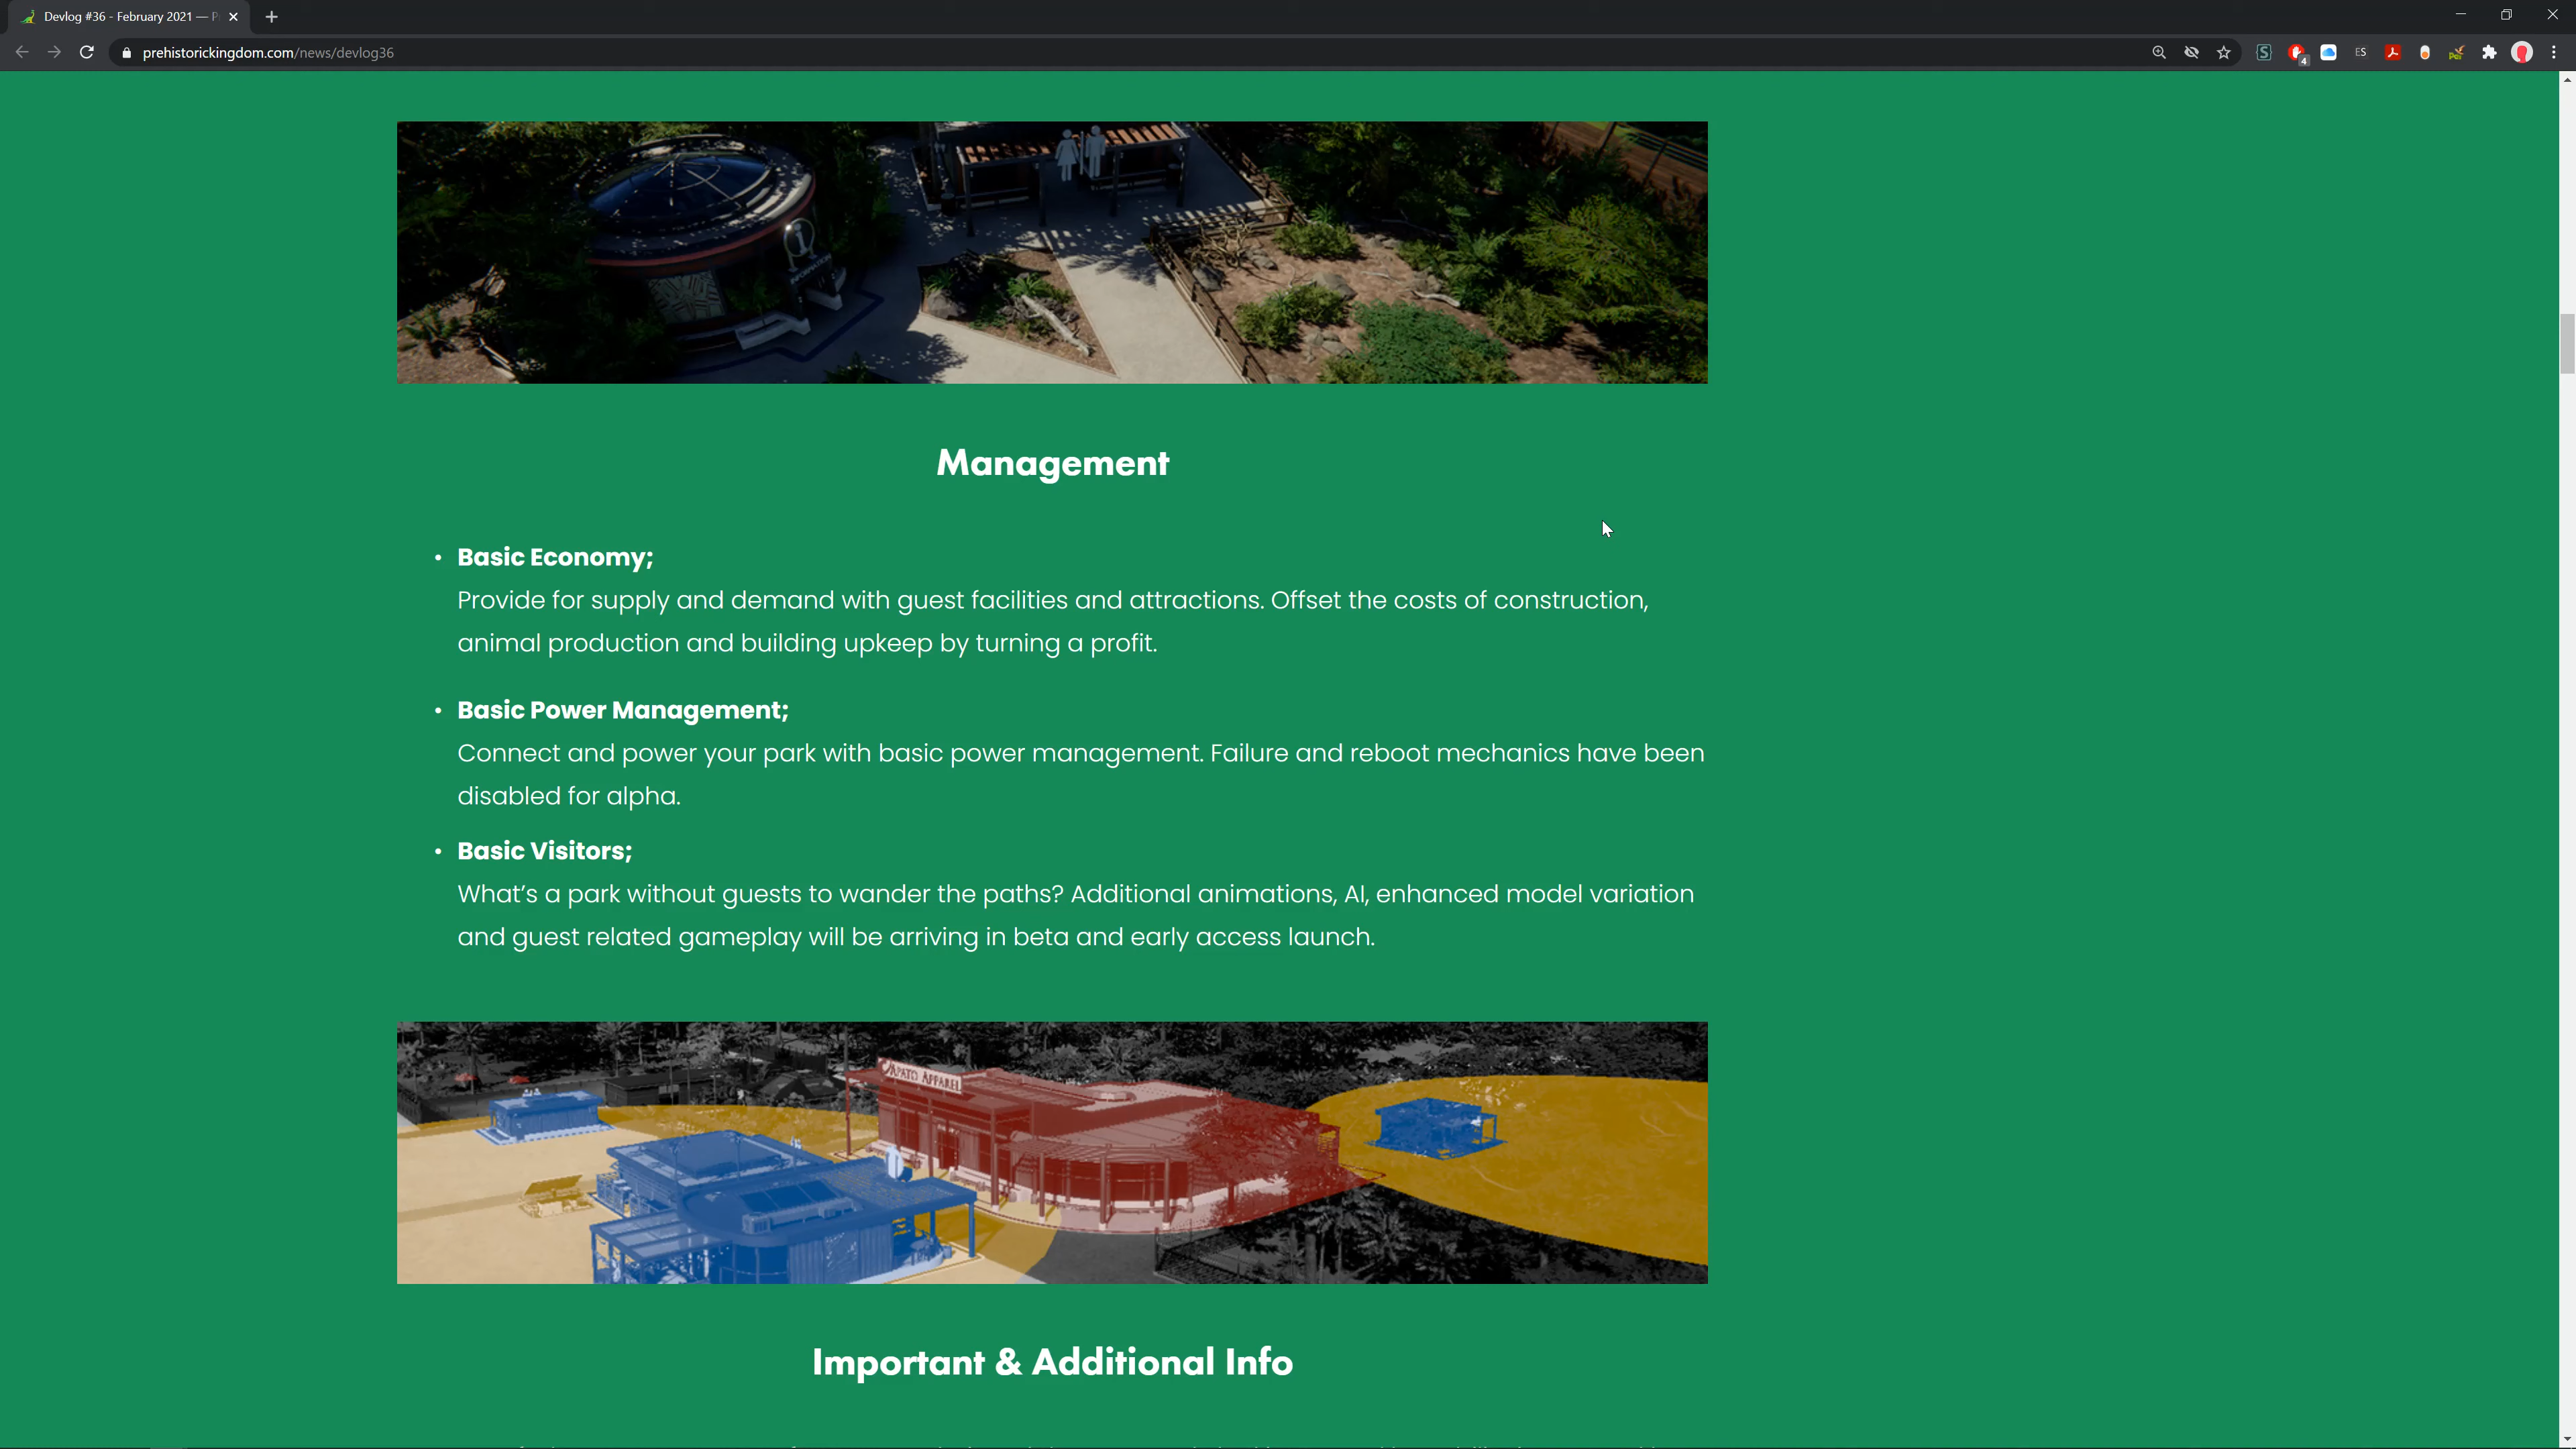 Devlog #36 - February 2021 —
prehistorickingdom.com/news/devlog36
4
ES
INFORMATION
Management
• Basic Economy;
Provide for supply and demand with guest facilities and attractions. Offset the costs of construction,
animal production and building upkeep by turning a profit.
• Basic Power Management;
Connect and power your park with basic power management. Failure and reboot mechanics have been
disabled for alpha.
• Basic Visitors;
What's a park without guests to wander the paths? Additional animations, AI, enhanced model variation
and guest related gameplay will be arriving in beta and early access launch.
APATO APPAREL
Important & Additional Info